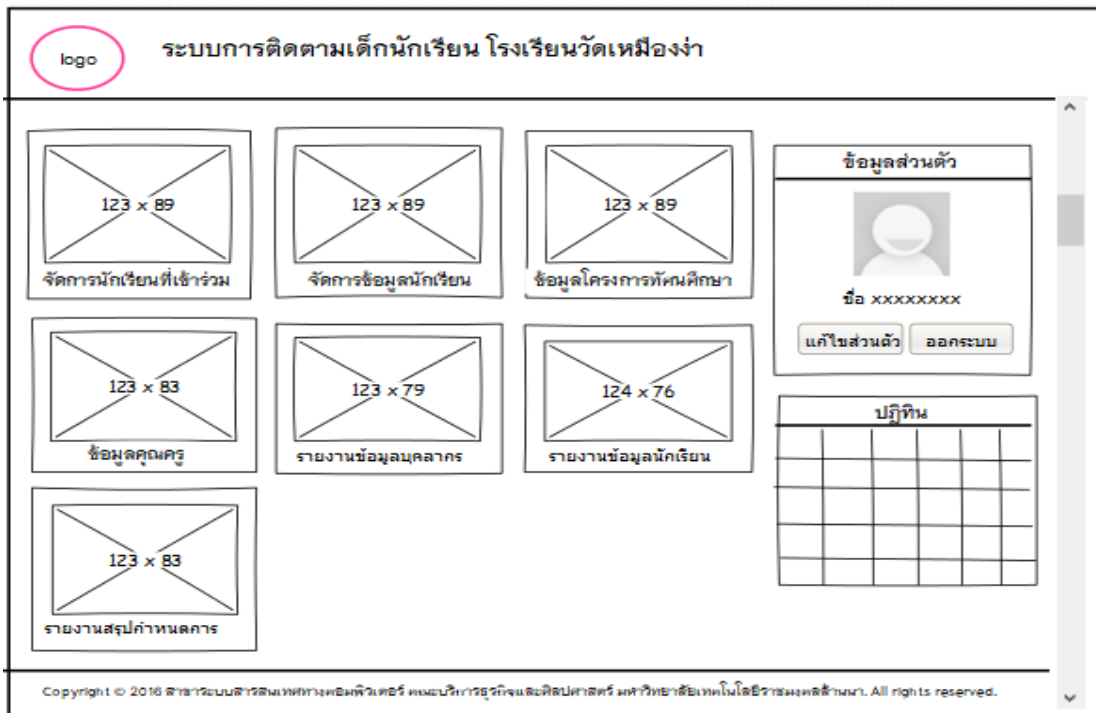 logo
ระบบการติดตามเด็กนักเรียน โรงเรียนวัดเหมืองง่า
123 x 89
123 x 89
123 x 89
จัดการนักเรียนที่เข้าร่วม
จัดการข้อมูลนักเรียน
ข้อมูลโครงการทัศนศึกษา
123 x 83
123 x 79
124 x 76
ข้อมูลคุณครู
รายงานข้อมูลบุคลากร
รายงานข้อมูลนักเรียน
123 x 83
รายงานสรุปกำหนดการ
ข้อมูลส่วนตัว
ชื่อ xxxxxxxx
แก้ไขส่วนตัว
ออกระบบ
ปฎิทิน
Copyright © 2016 สาขาระบบสารสนเทศทางคอมพิวเตอร์ คณะบริการธุรกิจและศิลปศาสตร์ มหาวิทยาลัยเทคโนโลยีราชมงคลล้านนา. All rights reserved.